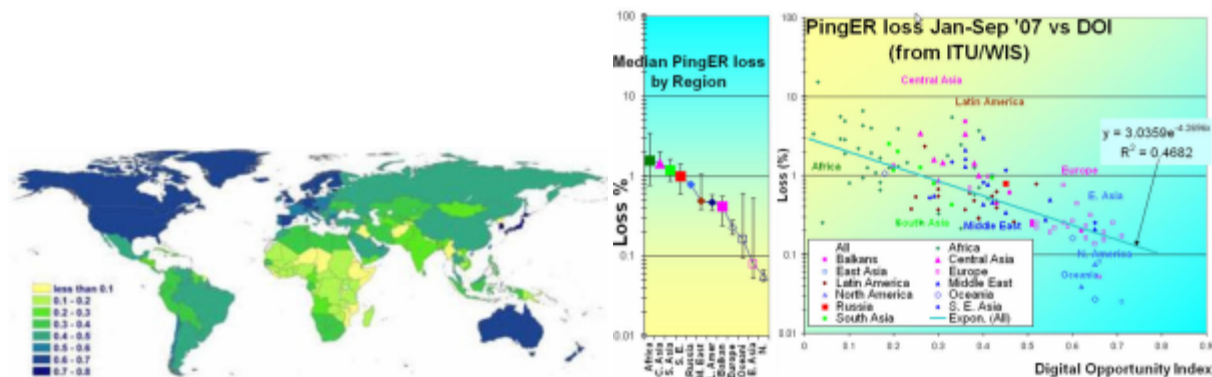 less than 0.1
0.1 - 0.2
0.2 - 0.3
0.3 - 0.4
0.4 - 0.5
0.5 - 0.6
0.6 - 0.7
0.7 - 0.8
100
10
1
0.1
0.01
Loss %
Median PingER loss
by Region
Africa
C. Asia
S. Asia
S. E.
Russia
M. East
L. Amer
Balkan
Europe
Oceani
E. Asia
N.
100
10
1
0.1
0.01
Loss (%)
PingER loss Jan-Sep '07 vs DOI
(from ITU/WIS)
Central Asia
Latin America
Africa
Europe
E. Asia
South Asia
Middle East
N. America
Oceania
R² = 0.4682
All
Africa
Balkans
Central Asia
East Asia
Europe
Latin America
Middle East
North America
Oceania
Russia
S. E. Asia
South Asia
Expon. (All)
0 0.1 0.2 0.3 0.4 0.5 0.6 0.7 0.8 0.9
Digital Opportunity Index